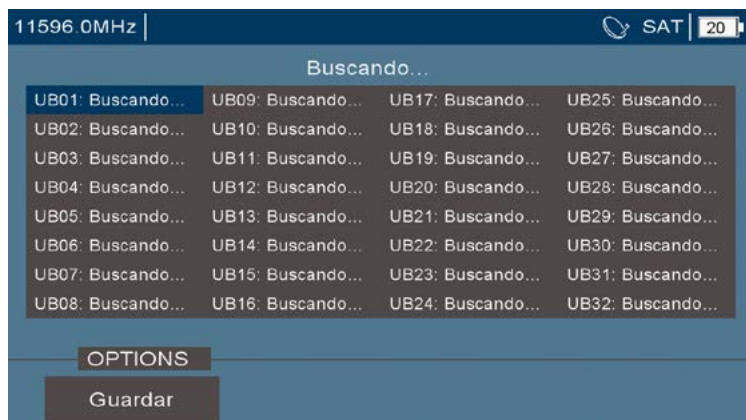 11596.0MHz SAT 20
Buscando...
UB01: Buscando... UB09: Buscando... UB17: Buscando... UB25: Buscando...
UB02: Buscando... UB10: Buscando... UB18: Buscando... UB26: Buscando...
UB03: Buscando... UB11: Buscando... UB19: Buscando... UB27: Buscando...
UB04: Buscando... UB12: Buscando... UB20: Buscando... UB28: Buscando...
UB05: Buscando... UB13: Buscando... UB21: Buscando... UB29: Buscando...
UB06: Buscando... UB14: Buscando... UB22: Buscando... UB30: Buscando...
UB07: Buscando... UB15: Buscando... UB23: Buscando... UB31: Buscando...
UB08: Buscando... UB16: Buscando... UB24: Buscando... UB32: Buscando...
OPTIONS
Guardar